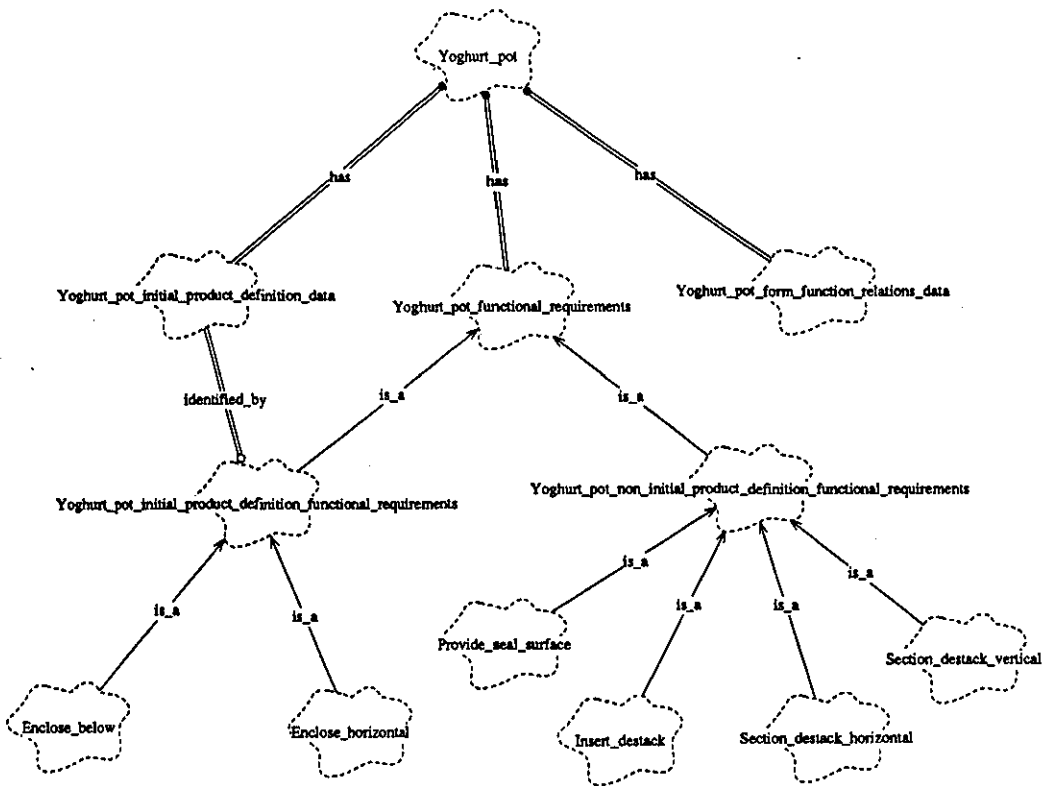 Yoghurt_pot
has
has
has
Yoghurt_pot_initial_product_definition_data
Yoghurt_pot_functional_requirements
Yoghurt_pot_form_function_relations_data
identified_by
is_a
is_a
Yoghurt_pot_initial_product_definition_functional_requirements
Yoghurt_pot_non_initial_product_definition_functional_requirements
is_a
is_a
is_a
is_a
is_a
is_a
Provide_seal_surface
Section_destack_vertical
Enclose_below
Enclose_horizontal
Insert_destack
Section_destack_horizontal